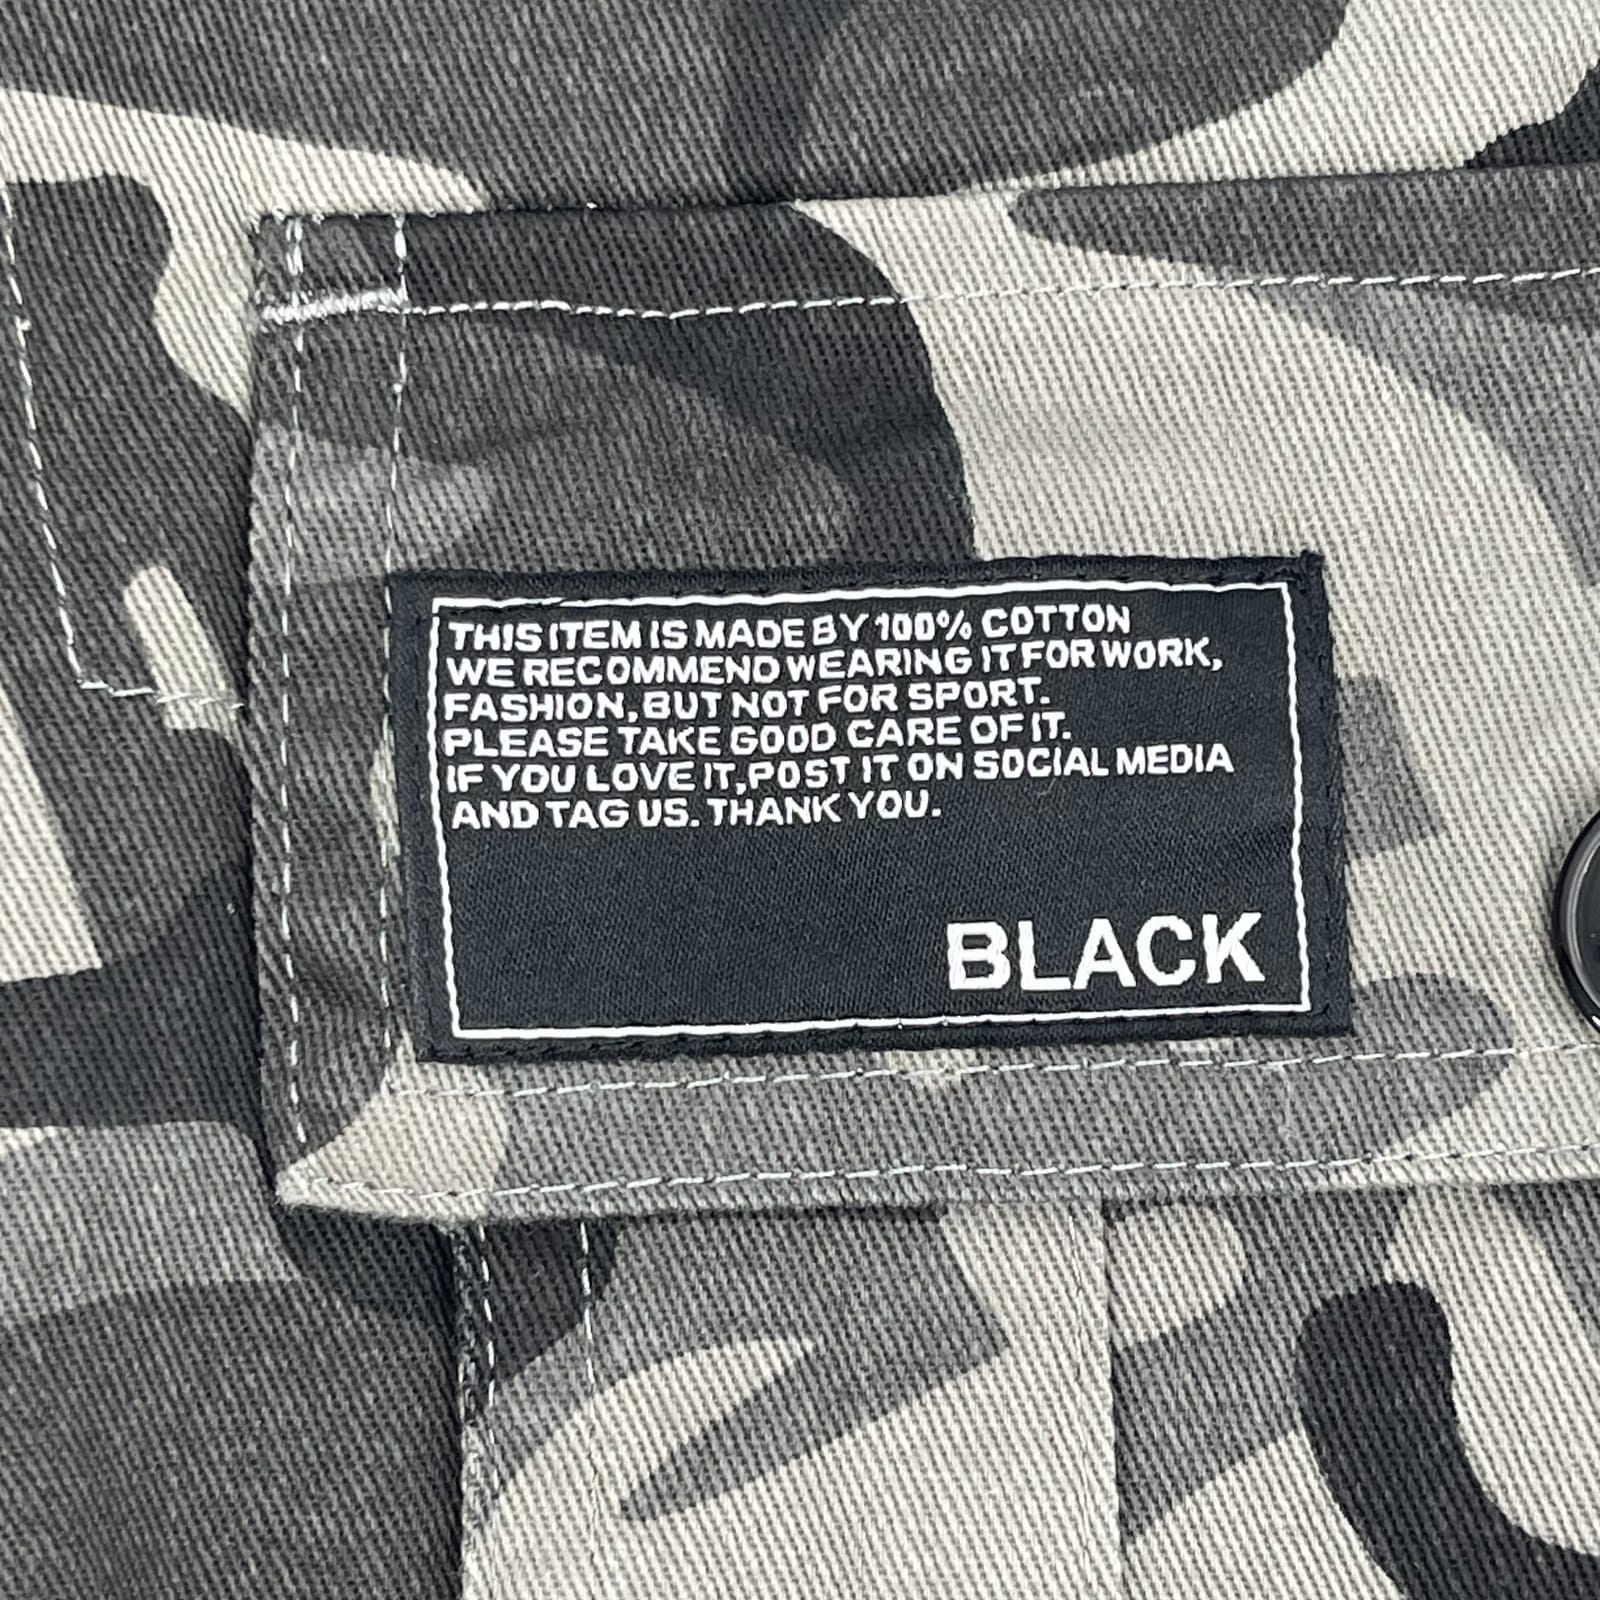 THIS ITEM IS MADE BY 100% COTTON
WE RECOMMEND WEARING IT FOR WORK,
FASHION, BUT NOT FOR SPORT.
PLEASE TAKE GOOD CARE OF IT.
IF YOU LOVE IT, POST IT ON SOCIAL MEDIA
AND TAG US. THANK YOU.
BLACK